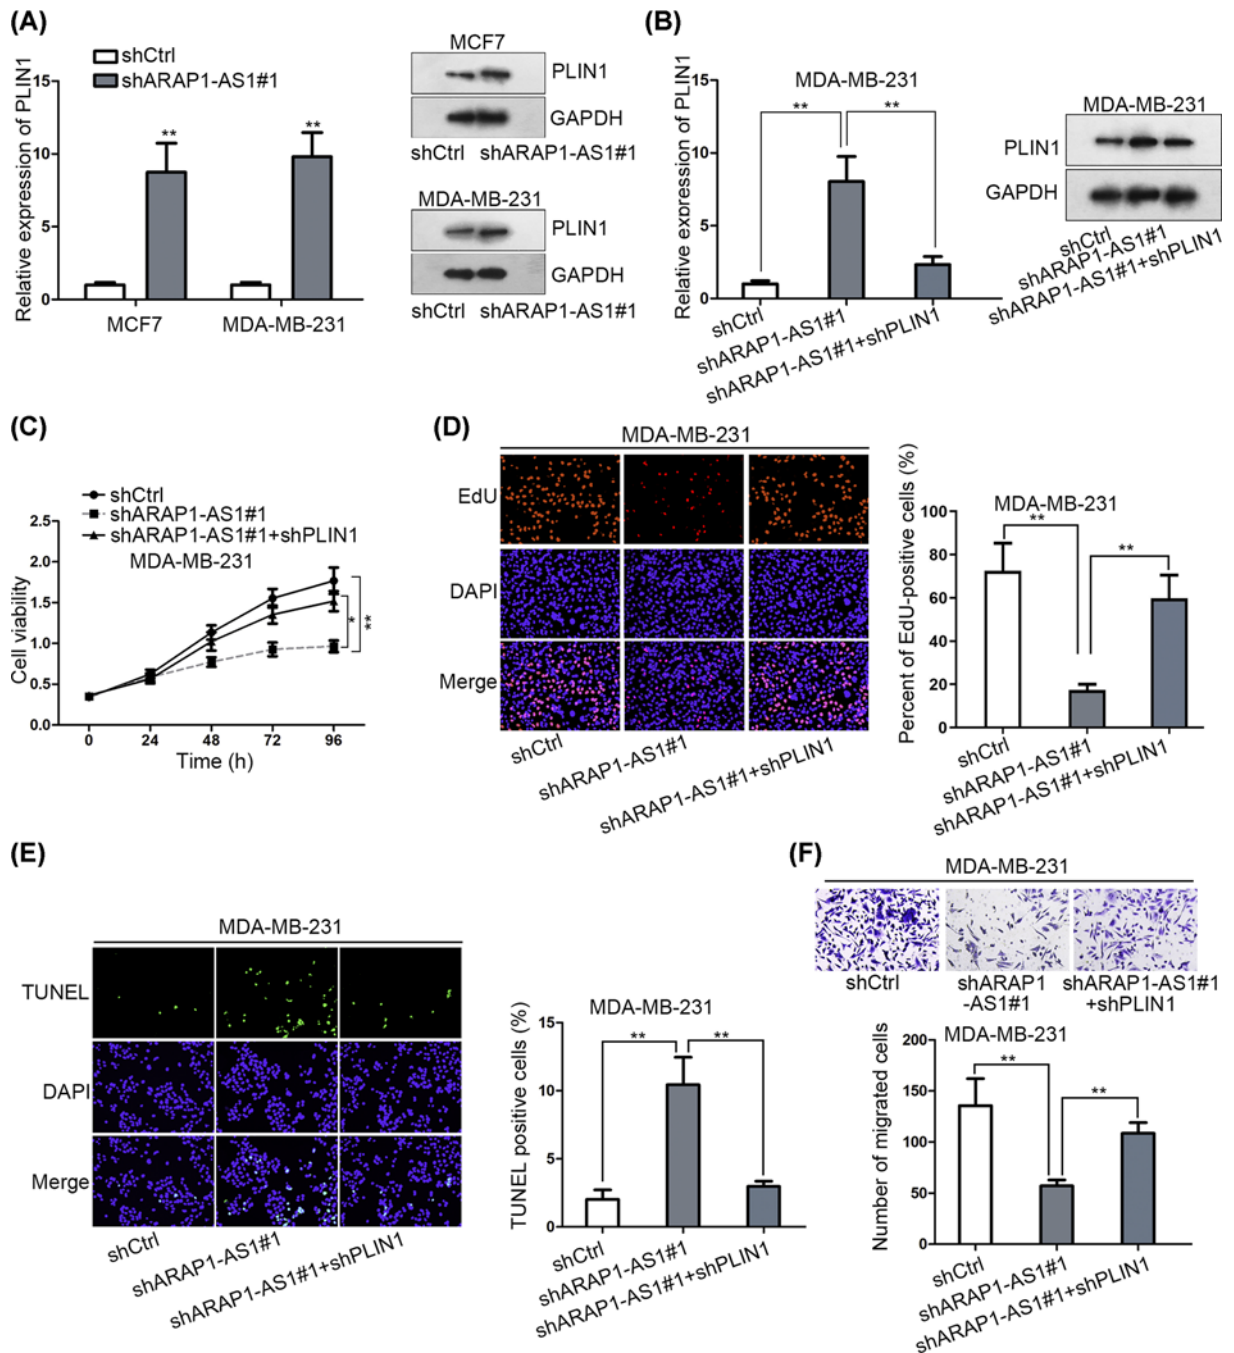 (A)
shCtrl
shARAP1-AS1#1
Relative expression of PLIN1
15
10
5
0
**
**
MCF7
MDA-MB-231
MCF7
PLIN1
GAPDH
shCtrl shARAP1-AS1#1
MDA-MB-231
PLIN1
GAPDH
shCtrl shARAP1-AS1#1
(B)
MDA-MB-231
Relative expression of PLIN1
15
10
5
0
**
**
shCtrl
shARAP1-AS1#1
shARAP1-AS1#1+shPLIN1
MDA-MB-231
PLIN1
GAPDH
shCtrl
shARAP1-AS1#1
shARAP1-AS1#1+shPLIN1
(C)
shCtrl
shARAP1-AS1#1
shARAP1-AS1#1+shPLIN1
MDA-MB-231
Cell viability
2.5
2.0
1.5
1.0
0.5
0.0
*
**
0 24 48 72 96
Time (h)
(D)
MDA-MB-231
EdU
DAPI
Merge
shCtrl
shARAP1-AS1#1
shARAP1-AS1#1+shPLIN1
MDA-MB-231
Percent of EdU-positive cells (%)
100
80
60
40
20
0
**
**
shCtrl
shARAP1-AS1#1
shARAP1-AS1#1+shPLIN1
(E)
MDA-MB-231
TUNEL
DAPI
Merge
shCtrl
shARAP1-AS1#1
shARAP1-AS1#1+shPLIN1
MDA-MB-231
TUNEL positive cells (%)
15
10
5
0
**
**
shCtrl
shARAP1-AS1#1
shARAP1-AS1#1+shPLIN1
(F)
MDA-MB-231
shCtrl
shARAP1
-AS1#1
shARAP1-AS1#1
+shPLIN1
MDA-MB-231
Number of migrated cells
200
150
100
50
0
**
**
shCtrl
shARAP1-AS1#1
shARAP1-AS1#1+shPLIN1